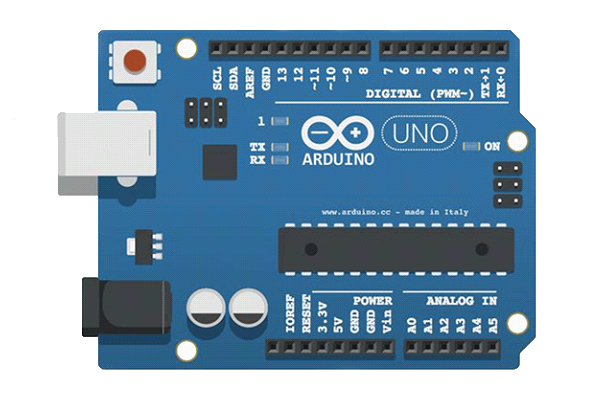 SCL
SDA
AREF
GND
13
12
~11
~10
~9
8
7
6
5
4
3
2
TX→1
RX←0
DIGITAL (PWM~)
1
TX
RX
ARDUINO
UNO
ON
www.arduino.cc - made in Italy
POWER
ANALOG IN
IOREF
RESET
3.3V
5V
GND
GND
Vin
A0
A1
A2
A3
A4
A5